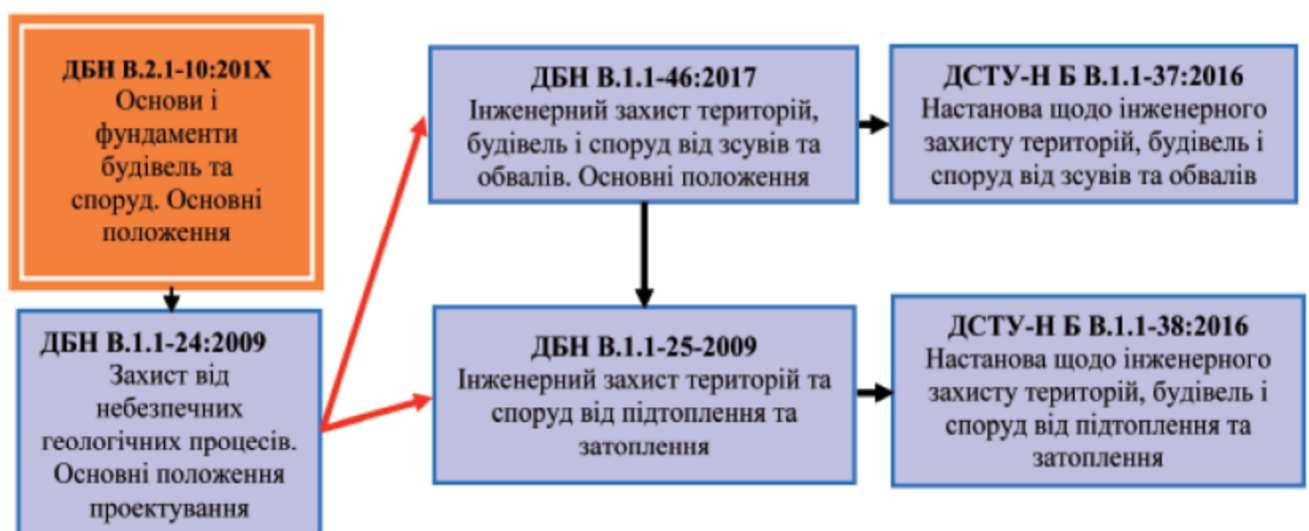 ДБН В.2.1-10:201Х
Основи і
фундаменти
будівель та
споруд. Основні
положення
ДБН В.1.1-24:2009
Захист від
небезпечних
геологічних процесів.
Основні положення
проектування
ДБН В.1.1-46:2017
Інженерний захист територій,
будівель і споруд від зсувів та
обвалів. Основні положення
ДБН В.1.1-25-2009
Інженерний захист територій та
споруд від підтоплення та
затоплення
ДСТУ-Н Б В.1.1-37:2016
Настанова щодо інженерного
захисту територій, будівель і
споруд від зсувів та обвалів
ДСТУ-Н Б В.1.1-38:2016
Настанова щодо інженерного
захисту територій, будівель і
споруд від підтоплення та
затоплення